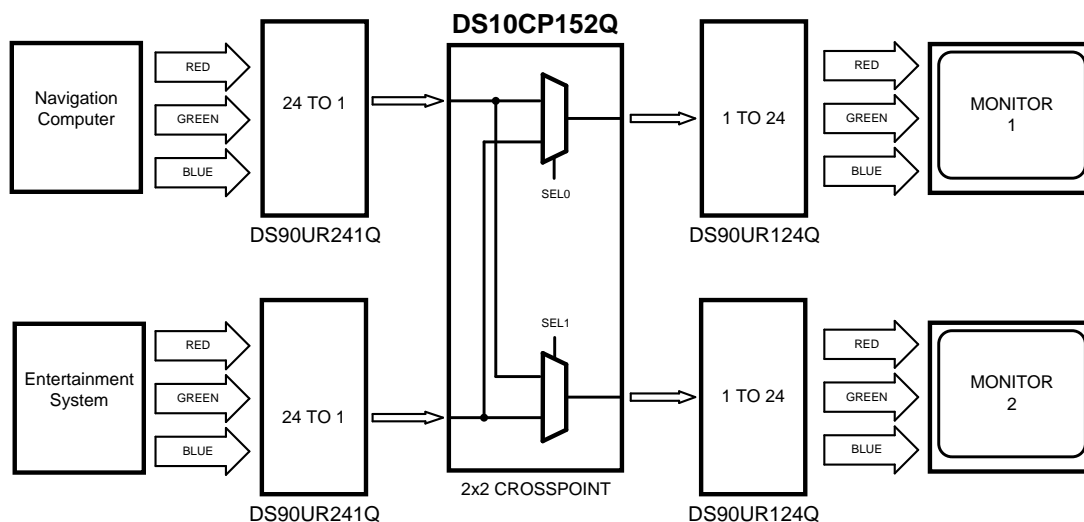 DS10CP152Q
Navigation
Computer
RED
GREEN
BLUE
24 TO 1
DS90UR241Q
SEL0
1 TO 24
DS90UR124Q
RED
GREEN
BLUE
MONITOR
1
Entertainment
System
RED
GREEN
BLUE
24 TO 1
DS90UR241Q
SEL1
2x2 CROSSPOINT
1 TO 24
DS90UR124Q
RED
GREEN
BLUE
MONITOR
2